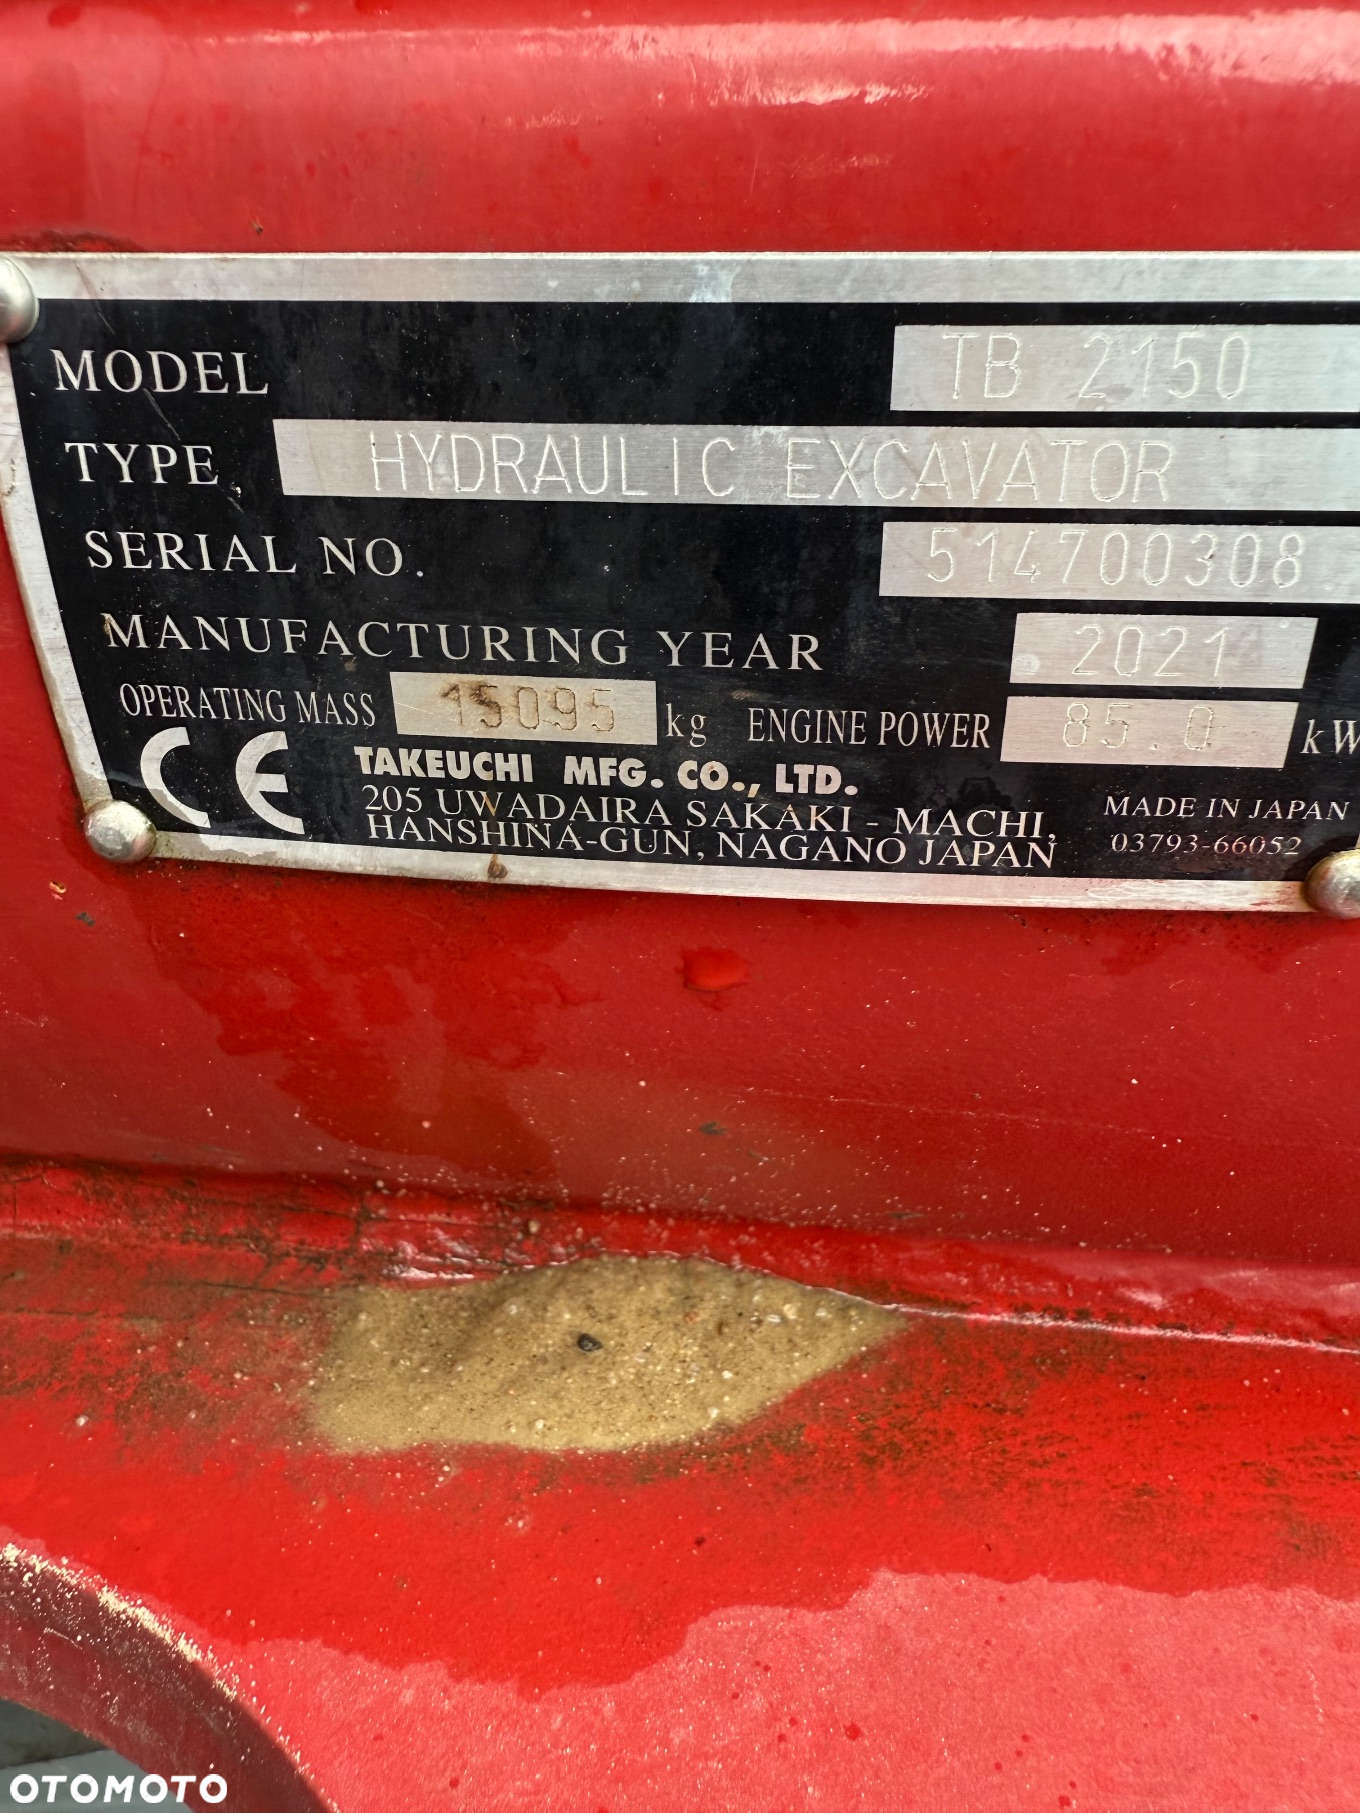 MODEL TB 2150
TYPE HYDRAULIC EXCAVATOR
SERIAL NO. 514700308
MANUFACTURING YEAR 2021
OPERATING MASS 15095 kg ENGINE POWER 85.0 kW
CE TAKEUCHI MFG. CO., LTD.
205 UWADAIRA SAKAKI - MACHI,
HANSHINA-GUN, NAGANO JAPAN
MADE IN JAPAN
03793-66052
OTOMOTO